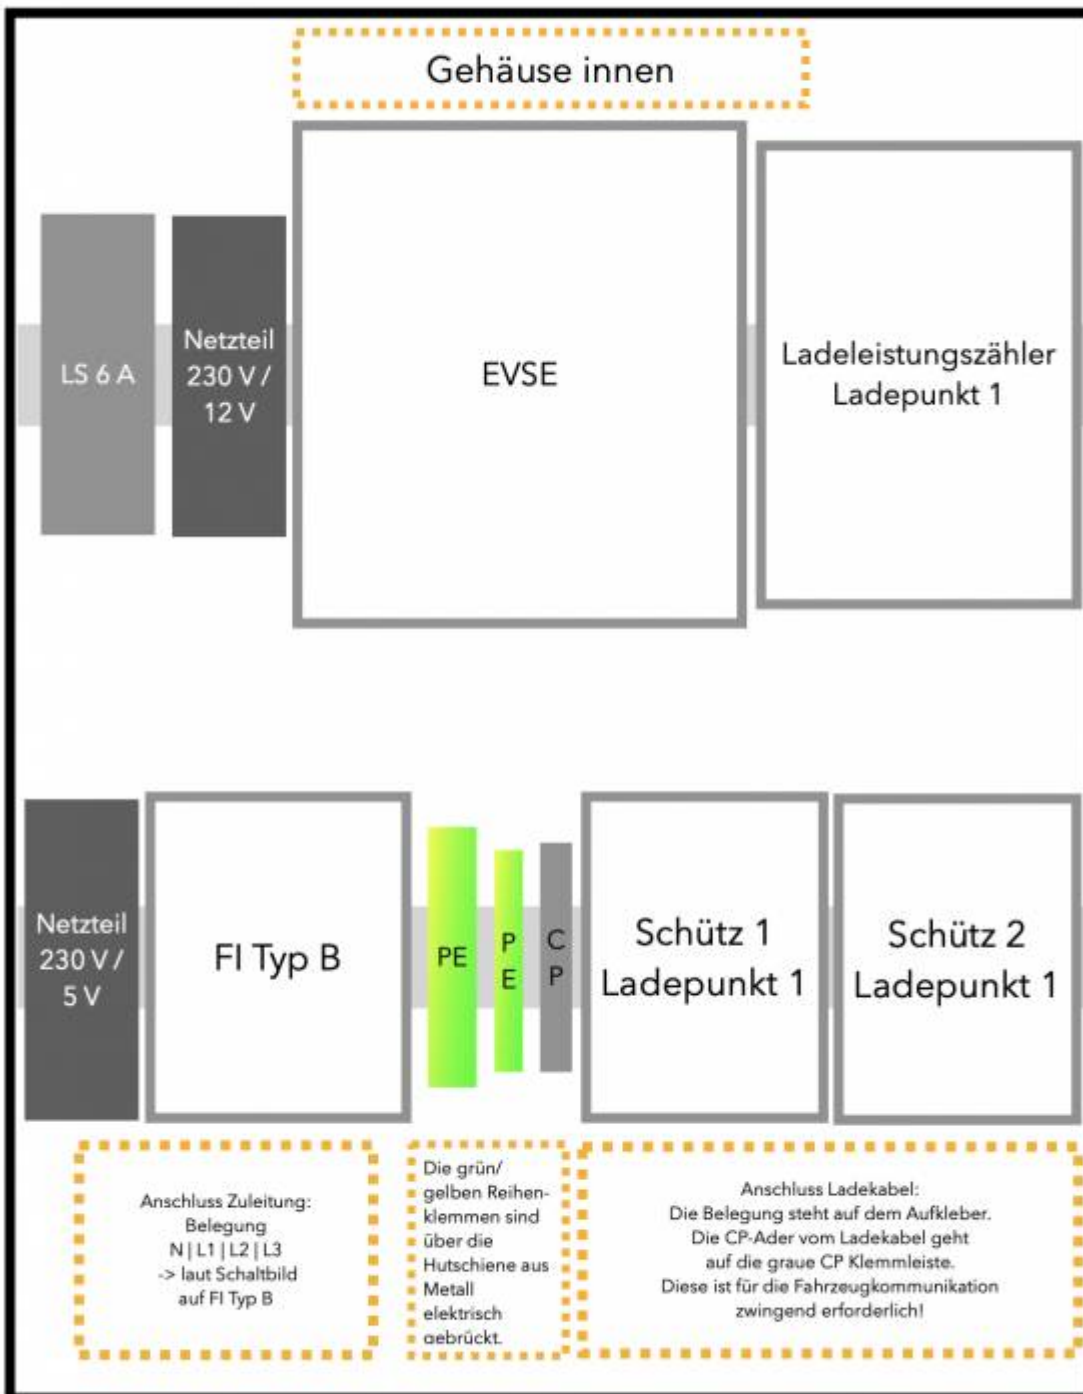 Gehäuse innen
LS 6 A
Netzteil
230 V /
12 V
EVSE
Ladeleistungszähler
Ladepunkt 1
Netzteil
230 V /
5 V
FI Typ B
PE
P
E
C
P
Schütz 1
Ladepunkt 1
Schütz 2
Ladepunkt 1
Anschluss Zuleitung:
Belegung
N | L1 | L2 | L3
-> laut Schaltbild
auf FI Typ B
Die grün/
gelben Reihen-
klemmen sind
über die
Hutschiene aus
Metall
elektrisch
gebrückt.
Anschluss Ladekabel:
Die Belegung steht auf dem Aufkleber.
Die CP-Ader vom Ladekabel geht
auf die graue CP Klemmleiste.
Diese ist für die Fahrzeugkommunikation
zwingend erforderlich!